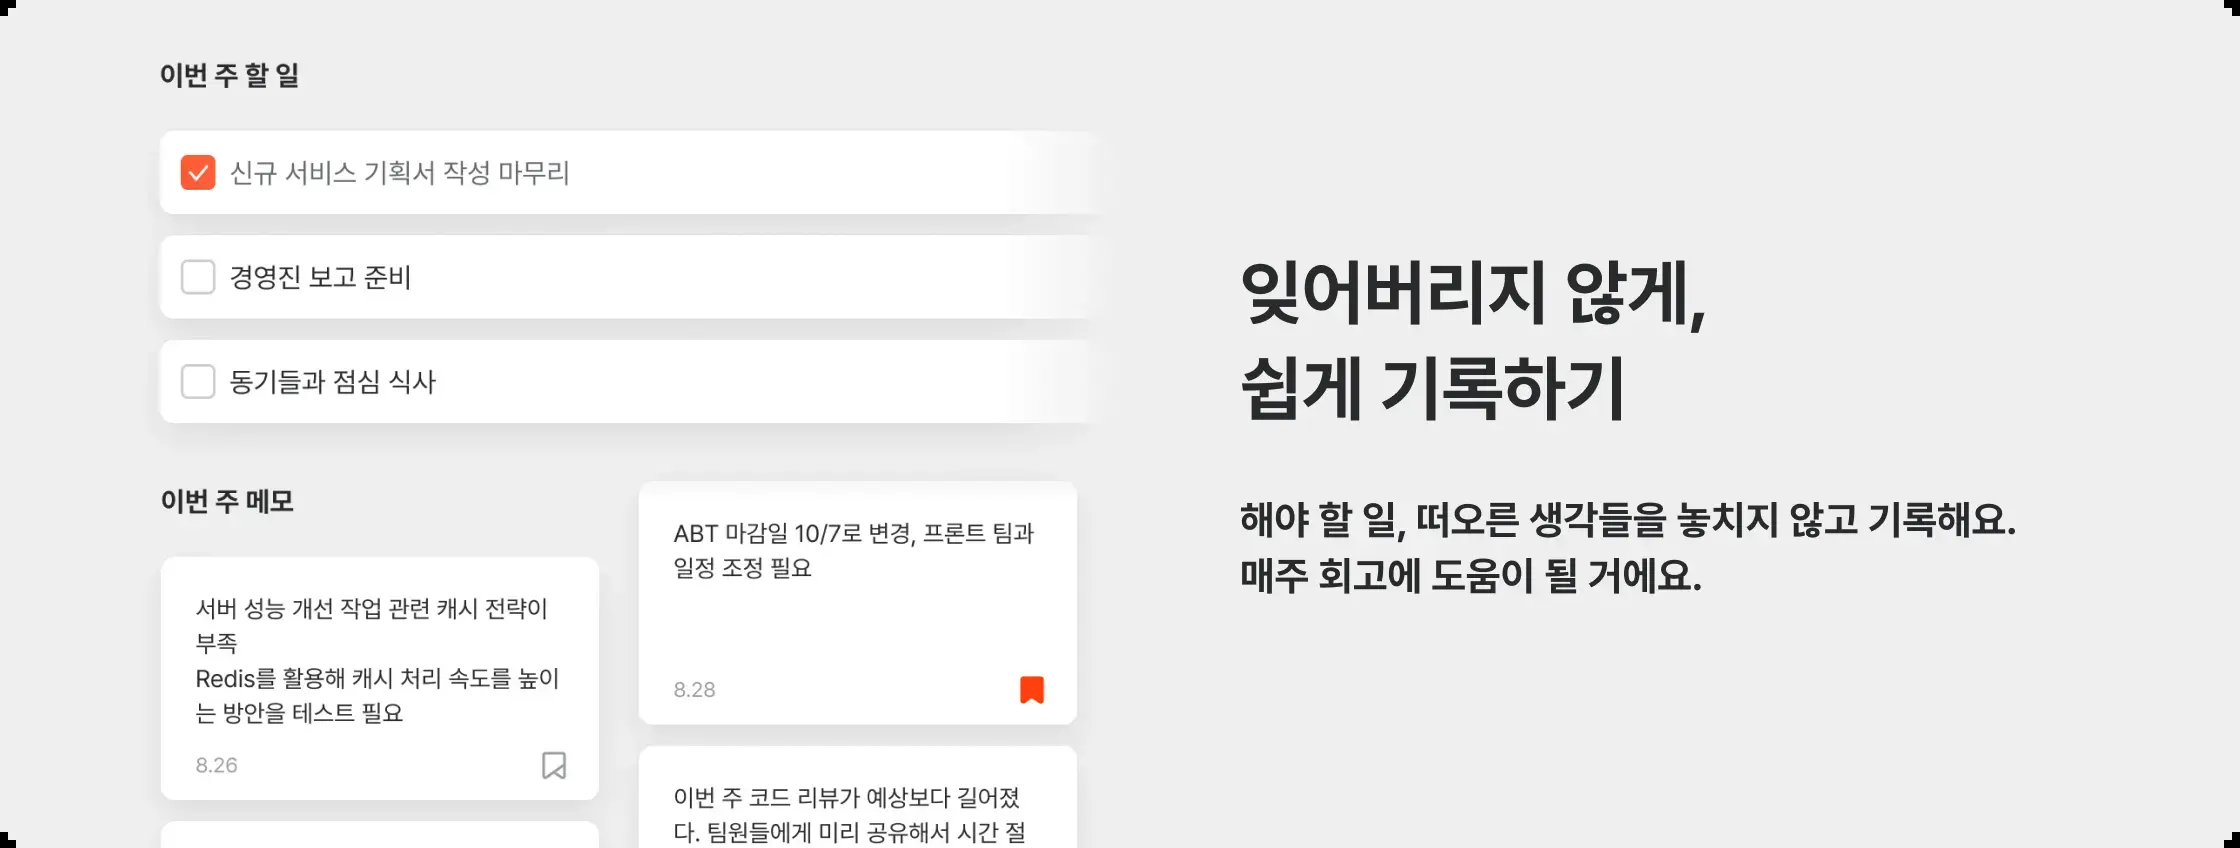 이번 주 할 일
신규 서비스 기획서 작성 마무리
경영진 보고 준비
동기들과 점심 식사
이번 주 메모
서버 성능 개선 작업 관련 캐시 전략이
부족
Redis를 활용해 캐시 처리 속도를 높이
는 방안을 테스트 필요
8.26
ABT 마감일 10/7로 변경, 프론트 팀과
일정 조정 필요
8.28
이번 주 코드 리뷰가 예상보다 길어졌
다. 팀원들에게 미리 공유해서 시간 절
잊어버리지 않게,
쉽게 기록하기
해야 할 일, 떠오른 생각들을 놓치지 않고 기록해요.
매주 회고에 도움이 될 거에요.